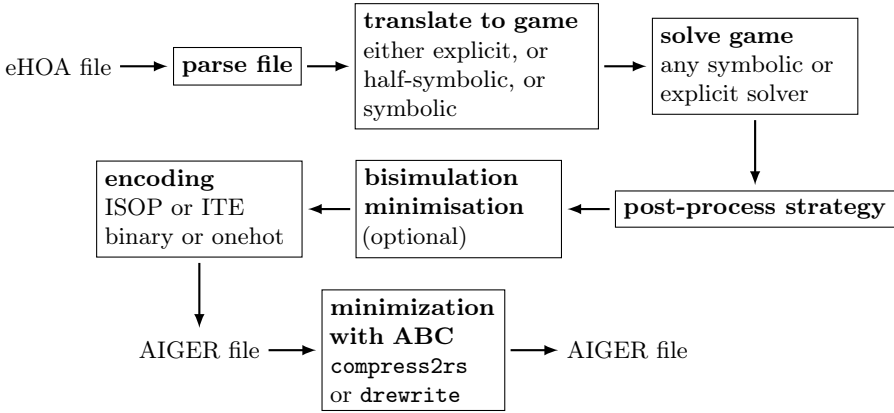 eHOA file
parse file
translate to game
either explicit, or
half-symbolic, or
symbolic
solve game
any symbolic or
explicit solver
post-process strategy
bisimulation
minimisation
(optional)
encoding
ISOP or ITE
binary or onehot
AIGER file
minimization
with ABC
compress2rs
or drewrite
AIGER file